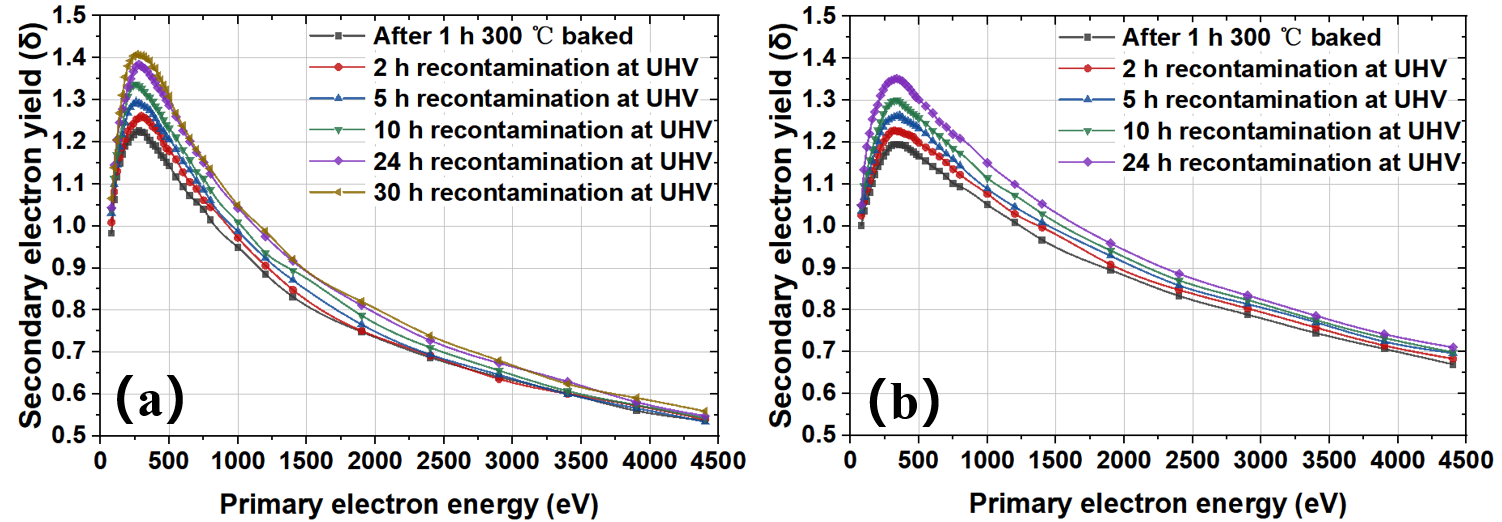 Secondary electron yield (δ)
1.5
1.4
1.3
1.2
1.1
1.0
0.9
0.8
0.7
0.6
0.5
After 1 h 300 ℃ baked
2 h recontamination at UHV
5 h recontamination at UHV
10 h recontamination at UHV
24 h recontamination at UHV
30 h recontamination at UHV
(a)
0 500 1000 1500 2000 2500 3000 3500 4000 4500
Primary electron energy (eV)
Secondary electron yield (δ)
1.5
1.4
1.3
1.2
1.1
1.0
0.9
0.8
0.7
0.6
0.5
After 1 h 300 ℃ baked
2 h recontamination at UHV
5 h recontamination at UHV
10 h recontamination at UHV
24 h recontamination at UHV
(b)
0 500 1000 1500 2000 2500 3000 3500 4000 4500
Primary electron energy (eV)